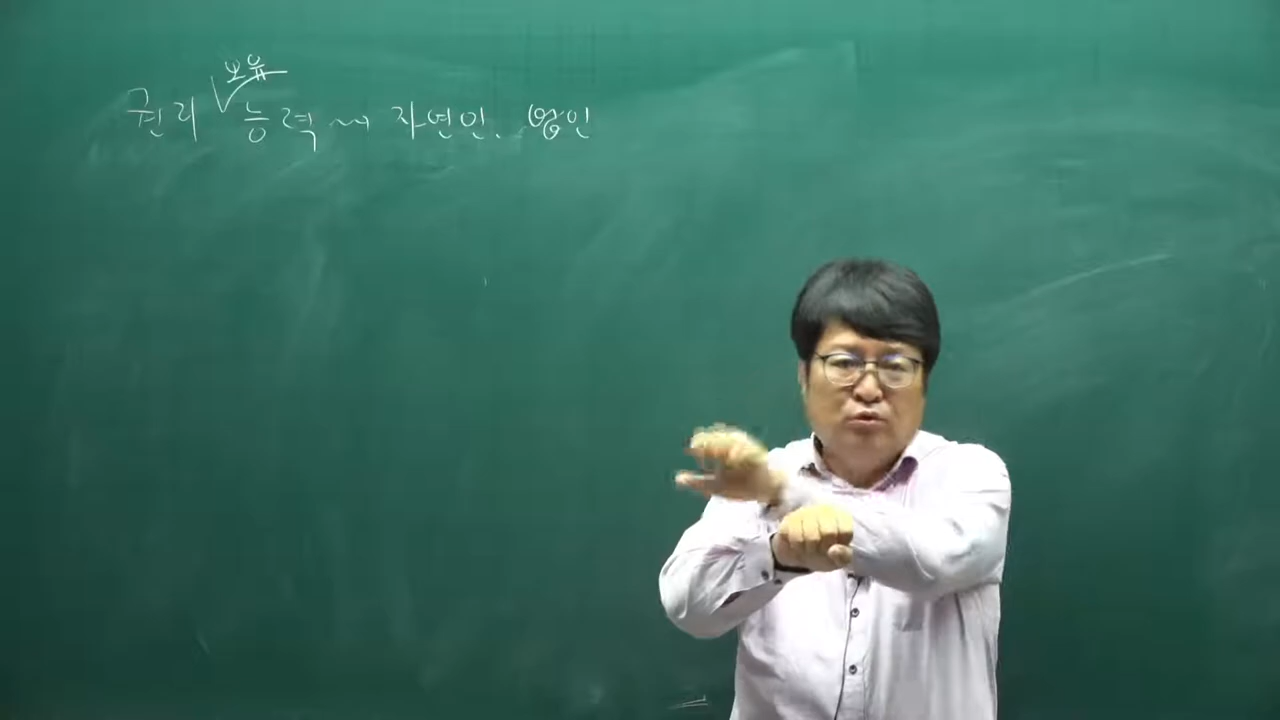 보유
권리 능력 → 자연인. 법인